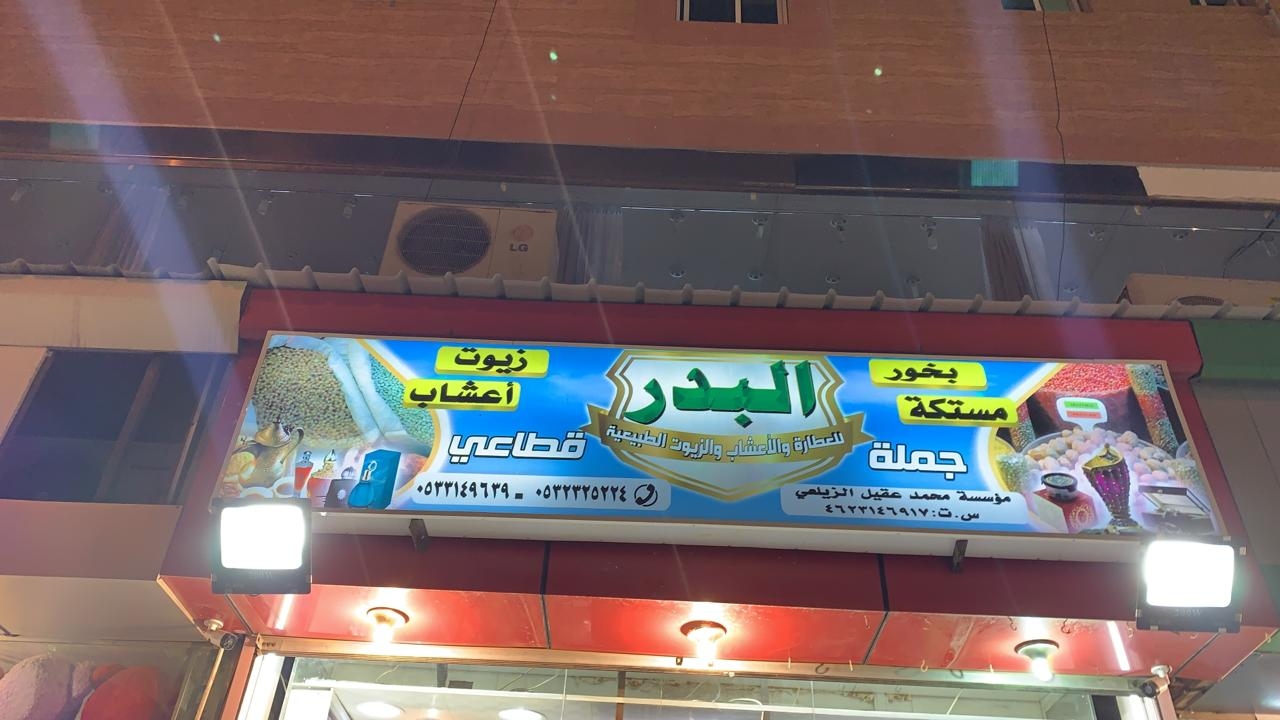 LG
البدر
للعطارة والأعشاب والزيوت الطبيعية
بخور
مستكة
جملة
زيوت
أعشاب
قطاعي
مؤسسة محمد عقيل الزيلعي
س.ت: ٤٦٢٣١٤٦٩١٧
٠٥٣٢٣٢٥٢٢٤ - ٠٥٣٣١٤٩٦٣٩